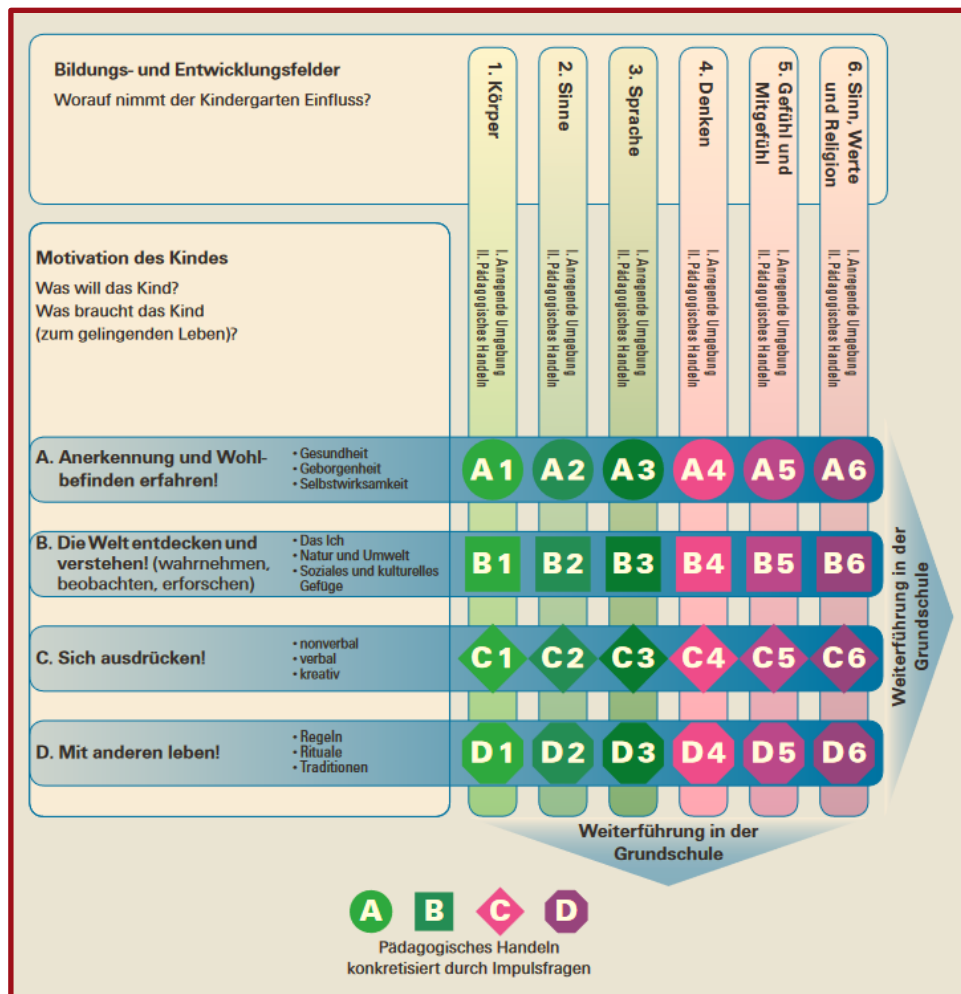 Bildungs- und Entwicklungsfelder
Worauf nimmt der Kindergarten Einfluss?
1. Körper
2. Sinne
3. Sprache
4. Denken
5. Gefühl und
Mitgefühl
6. Sinn, Werte
und Religion
Motivation des Kindes
Was will das Kind?
Was braucht das Kind
(zum gelingenden Leben)?
I. Anregende Umgebung
II. Pädagogisches Handeln
I. Anregende Umgebung
II. Pädagogisches Handeln
I. Anregende Umgebung
II. Pädagogisches Handeln
I. Anregende Umgebung
II. Pädagogisches Handeln
I. Anregende Umgebung
II. Pädagogisches Handeln
I. Anregende Umgebung
II. Pädagogisches Handeln
A. Anerkennung und Wohl-
befinden erfahren!
• Gesundheit
• Geborgenheit
• Selbstwirksamkeit
A1 A2 A3 A4 A5 A6
B. Die Welt entdecken und
verstehen! (wahrnehmen,
beobachten, erforschen)
• Das Ich
• Natur und Umwelt
• Soziales und kulturelles
Gefüge
B1 B2 B3 B4 B5 B6
C. Sich ausdrücken!
• nonverbal
• verbal
• kreativ
C1 C2 C3 C4 C5 C6
D. Mit anderen leben!
• Regeln
• Rituale
• Traditionen
D1 D2 D3 D4 D5 D6
Weiterführung in der
Grundschule
Weiterführung in der
Grundschule
A B C D
Pädagogisches Handeln
konkretisiert durch Impulsfragen